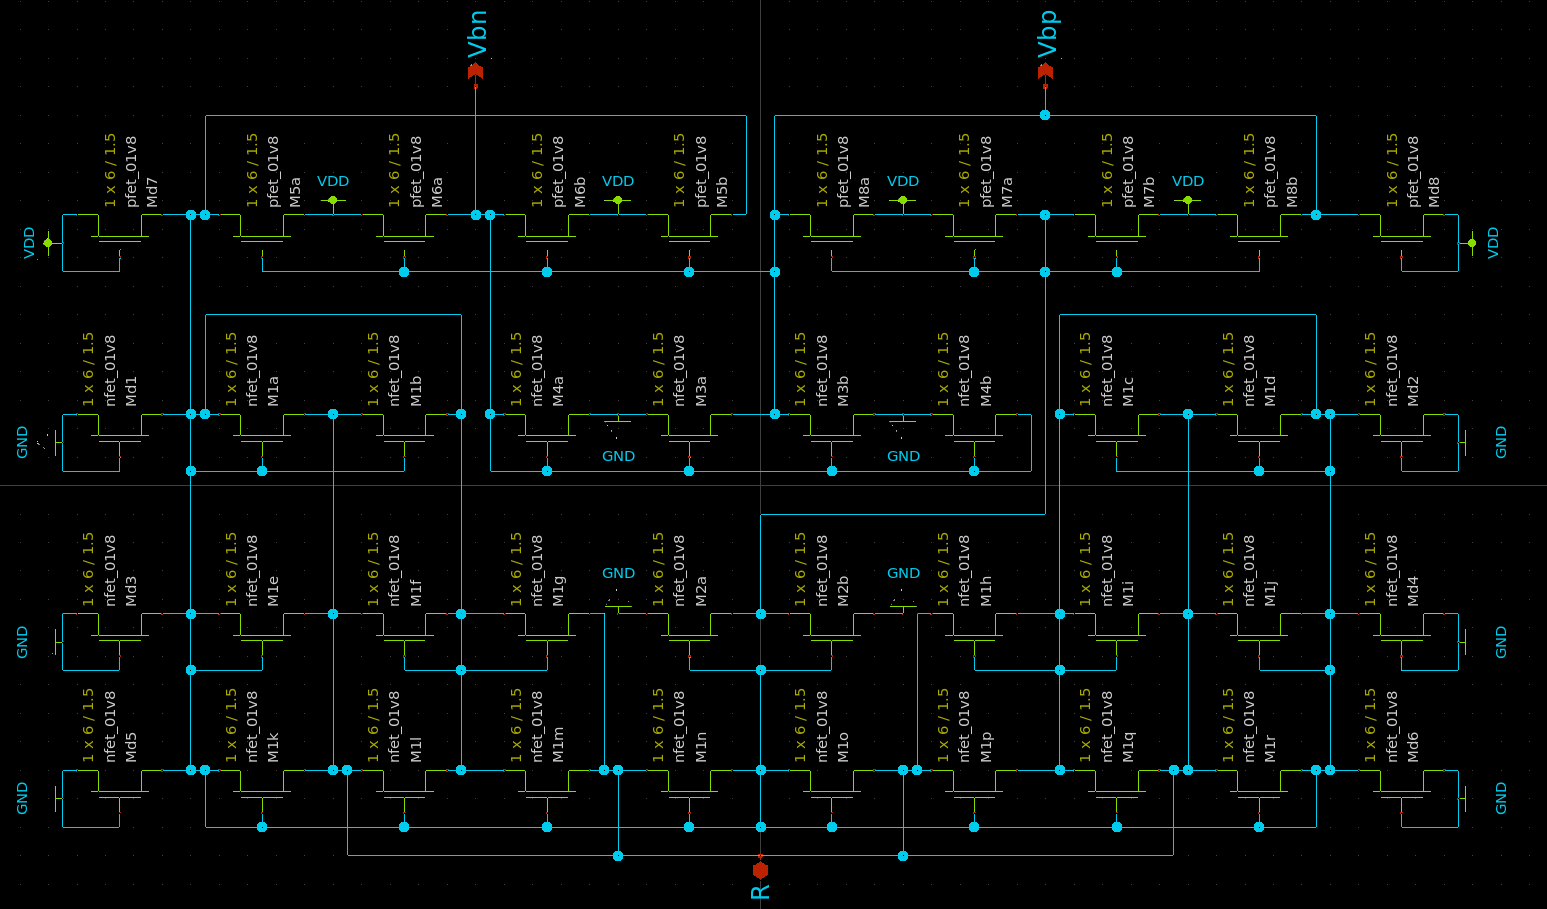 Vbn
Vbp
1 x 6 / 1.5
pfet_01v8
Md7
1 x 6 / 1.5
pfet_01v8
M5a
VDD
1 x 6 / 1.5
pfet_01v8
M6a
1 x 6 / 1.5
pfet_01v8
M6b
VDD
1 x 6 / 1.5
pfet_01v8
M5b
1 x 6 / 1.5
pfet_01v8
M8a
VDD
1 x 6 / 1.5
pfet_01v8
M7a
1 x 6 / 1.5
pfet_01v8
M7b
VDD
1 x 6 / 1.5
pfet_01v8
M8b
1 x 6 / 1.5
pfet_01v8
Md8
VDD
VDD
1 x 6 / 1.5
nfet_01v8
Md1
1 x 6 / 1.5
nfet_01v8
M1a
1 x 6 / 1.5
nfet_01v8
M1b
1 x 6 / 1.5
nfet_01v8
M4a
1 x 6 / 1.5
nfet_01v8
M3a
1 x 6 / 1.5
nfet_01v8
M3b
1 x 6 / 1.5
nfet_01v8
M4b
1 x 6 / 1.5
nfet_01v8
M1c
1 x 6 / 1.5
nfet_01v8
M1d
1 x 6 / 1.5
nfet_01v8
Md2
GND
GND
GND
GND
1 x 6 / 1.5
nfet_01v8
Md3
1 x 6 / 1.5
nfet_01v8
M1e
1 x 6 / 1.5
nfet_01v8
M1f
1 x 6 / 1.5
nfet_01v8
M1g
GND
1 x 6 / 1.5
nfet_01v8
M2a
1 x 6 / 1.5
nfet_01v8
M2b
GND
1 x 6 / 1.5
nfet_01v8
M1h
1 x 6 / 1.5
nfet_01v8
M1i
1 x 6 / 1.5
nfet_01v8
M1j
1 x 6 / 1.5
nfet_01v8
Md4
GND
GND
1 x 6 / 1.5
nfet_01v8
Md5
1 x 6 / 1.5
nfet_01v8
M1k
1 x 6 / 1.5
nfet_01v8
M1l
1 x 6 / 1.5
nfet_01v8
M1m
1 x 6 / 1.5
nfet_01v8
M1n
1 x 6 / 1.5
nfet_01v8
M1o
1 x 6 / 1.5
nfet_01v8
M1p
1 x 6 / 1.5
nfet_01v8
M1q
1 x 6 / 1.5
nfet_01v8
M1r
1 x 6 / 1.5
nfet_01v8
Md6
GND
GND
R